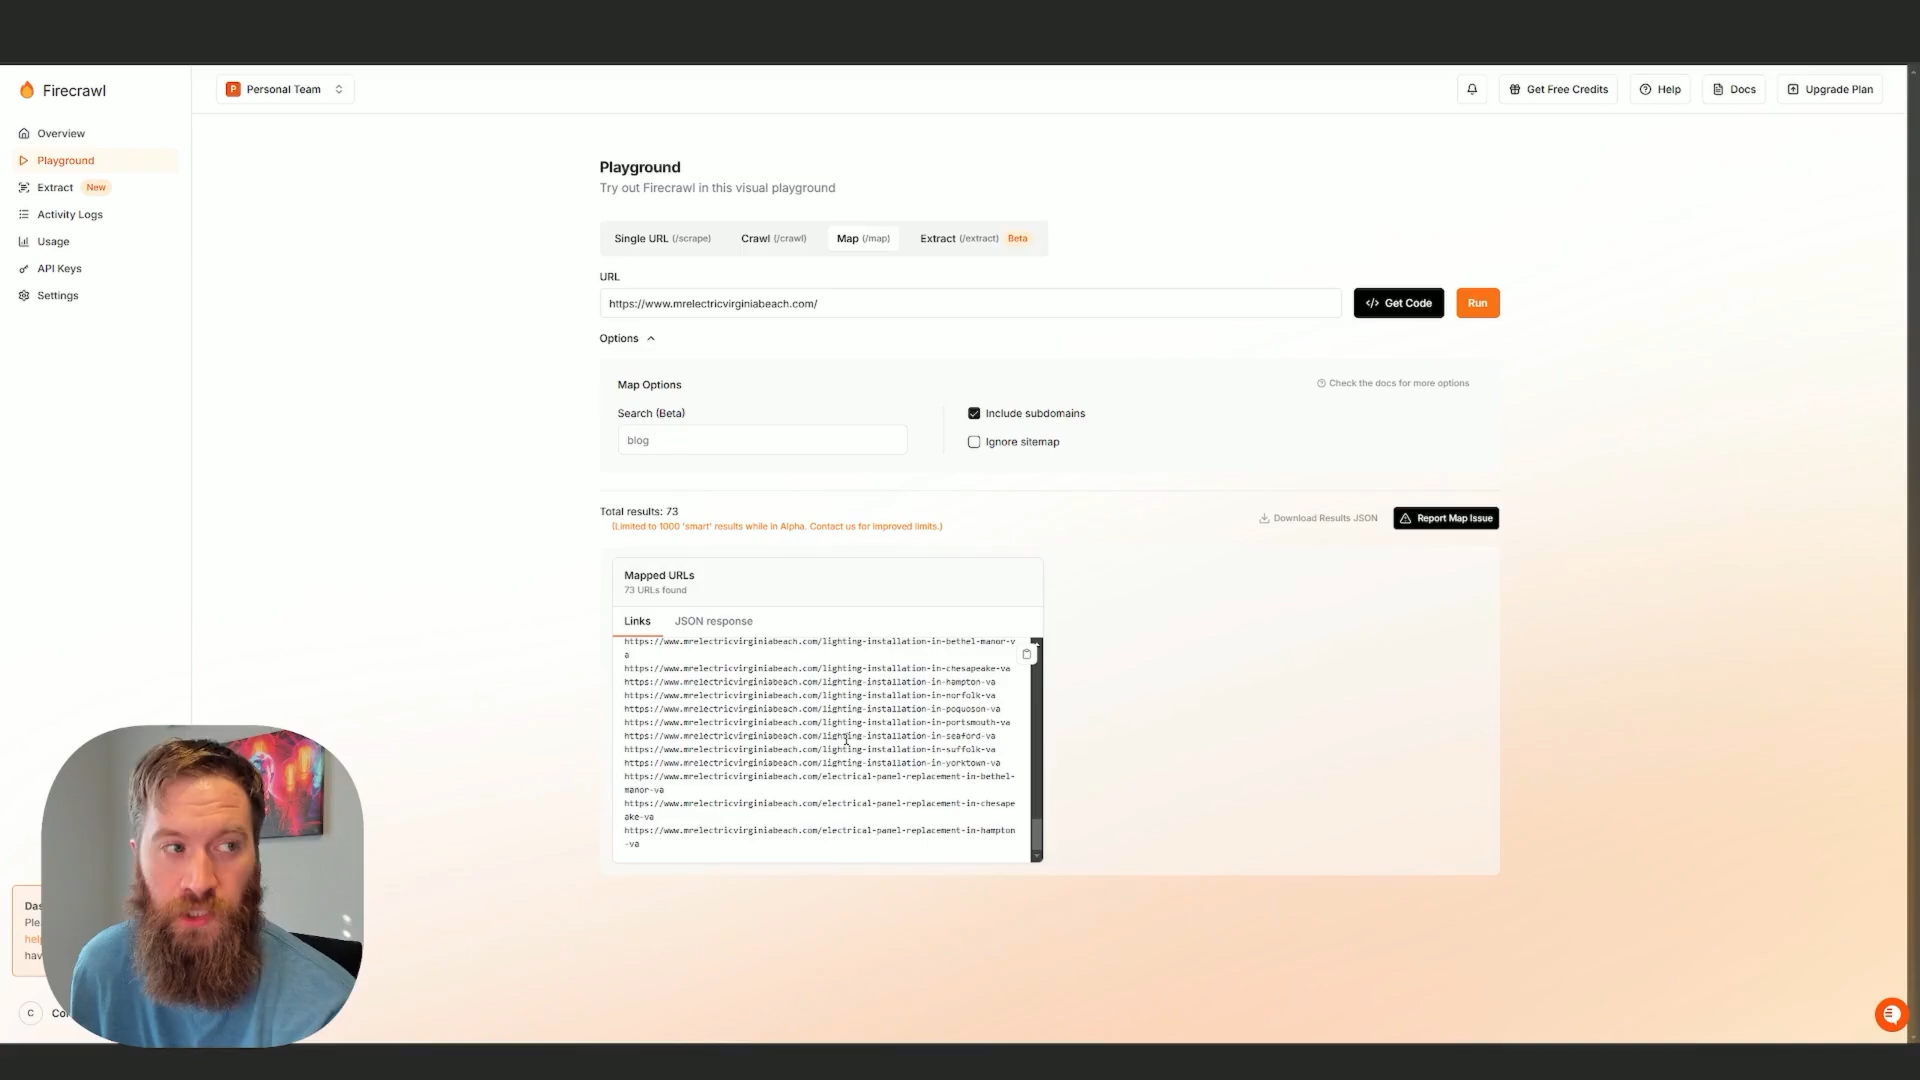 Firecrawl
Personal Team
Get Free Credits
Help
Docs
Upgrade Plan
Overview
Playground
Extract New
Activity Logs
Usage
API Keys
Settings
Playground
Try out Firecrawl in this visual playground
Single URL (/scrape)
Crawl (/crawl)
Map (/map)
Extract (/extract) Beta
URL
https://www.mrelectricvirginiabeach.com/
</> Get Code
Run
Options
Map Options
Check the docs for more options
Search (Beta)
blog
Include subdomains
Ignore sitemap
Total results: 73
(Limited to 1000 'smart' results while in Alpha. Contact us for improved limits.)
Download Results JSON
Report Map Issue
Mapped URLs
73 URLs found
Links
JSON response
https://www.mrelectricvirginiabeach.com/lighting-installation-in-bethel-manor-v
a
https://www.mrelectricvirginiabeach.com/lighting-installation-in-chesapeake-va
https://www.mrelectricvirginiabeach.com/lighting-installation-in-hampton-va
https://www.mrelectricvirginiabeach.com/lighting-installation-in-norfolk-va
https://www.mrelectricvirginiabeach.com/lighting-installation-in-poquoson-va
https://www.mrelectricvirginiabeach.com/lighting-installation-in-portsmouth-va
https://www.mrelectricvirginiabeach.com/lighting-installation-in-seaford-va
https://www.mrelectricvirginiabeach.com/lighting-installation-in-suffolk-va
https://www.mrelectricvirginiabeach.com/lighting-installation-in-yorktown-va
https://www.mrelectricvirginiabeach.com/electrical-panel-replacement-in-bethel-
manor-va
https://www.mrelectricvirginiabeach.com/electrical-panel-replacement-in-chesape
ake-va
https://www.mrelectricvirginiabeach.com/electrical-panel-replacement-in-hampton
-va
Das
Ple
help
hav
C